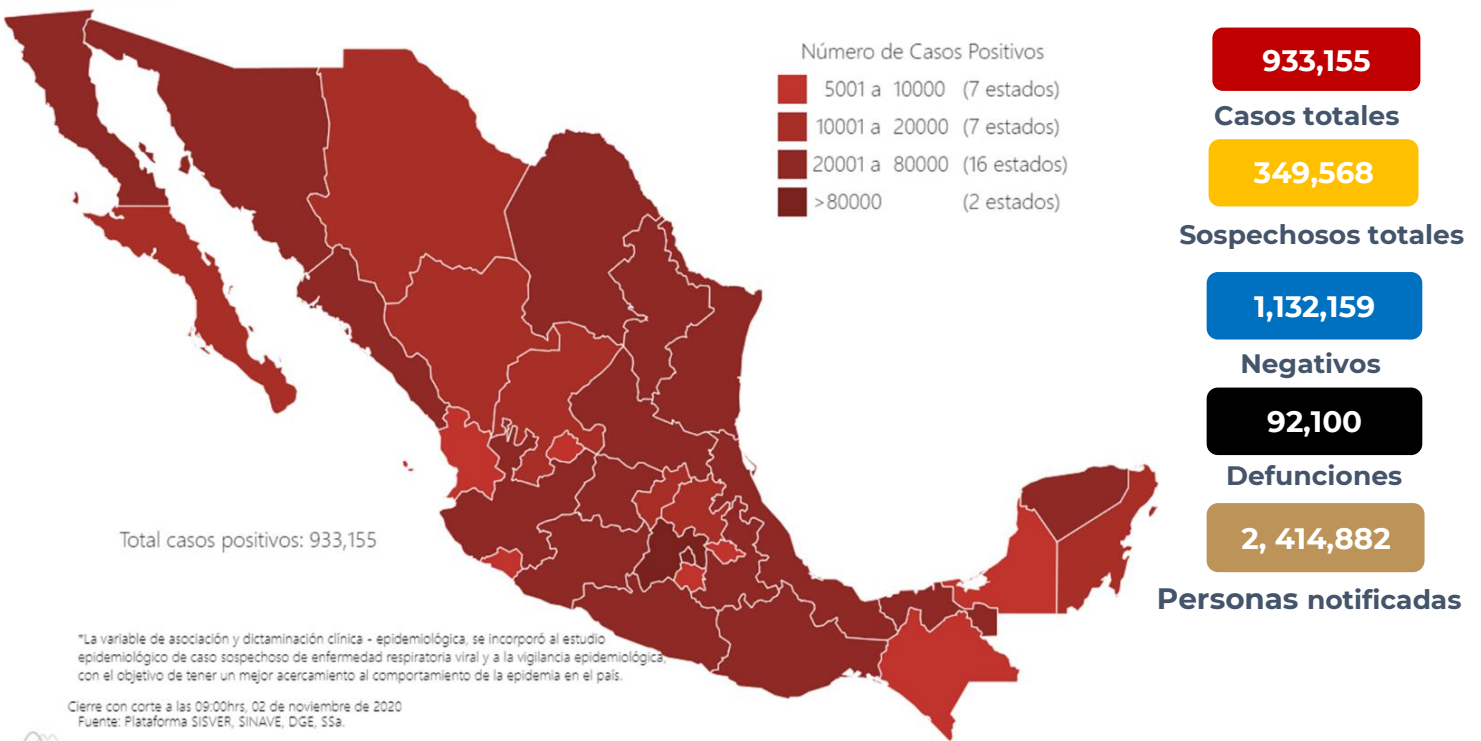 Número de Casos Positivos
5001 a 10000 (7 estados)
10001 a 20000 (7 estados)
20001 a 80000 (16 estados)
>80000 (2 estados)
933,155
Casos totales
349,568
Sospechosos totales
1,132,159
Negativos
92,100
Defunciones
2, 414,882
Personas notificadas
Total casos positivos: 933,155
*La variable de asociación y dictaminación clínica - epidemiológica, se incorporó al estudio
epidemiológico de caso sospechoso de enfermedad respiratoria viral y a la vigilancia epidemiológica,
con el objetivo de tener un mejor acercamiento al comportamiento de la epidemia en el país.
Cierre con corte a las 09:00hrs, 02 de noviembre de 2020
Fuente: Plataforma SISVER, SINAVE, DGE, SSa.